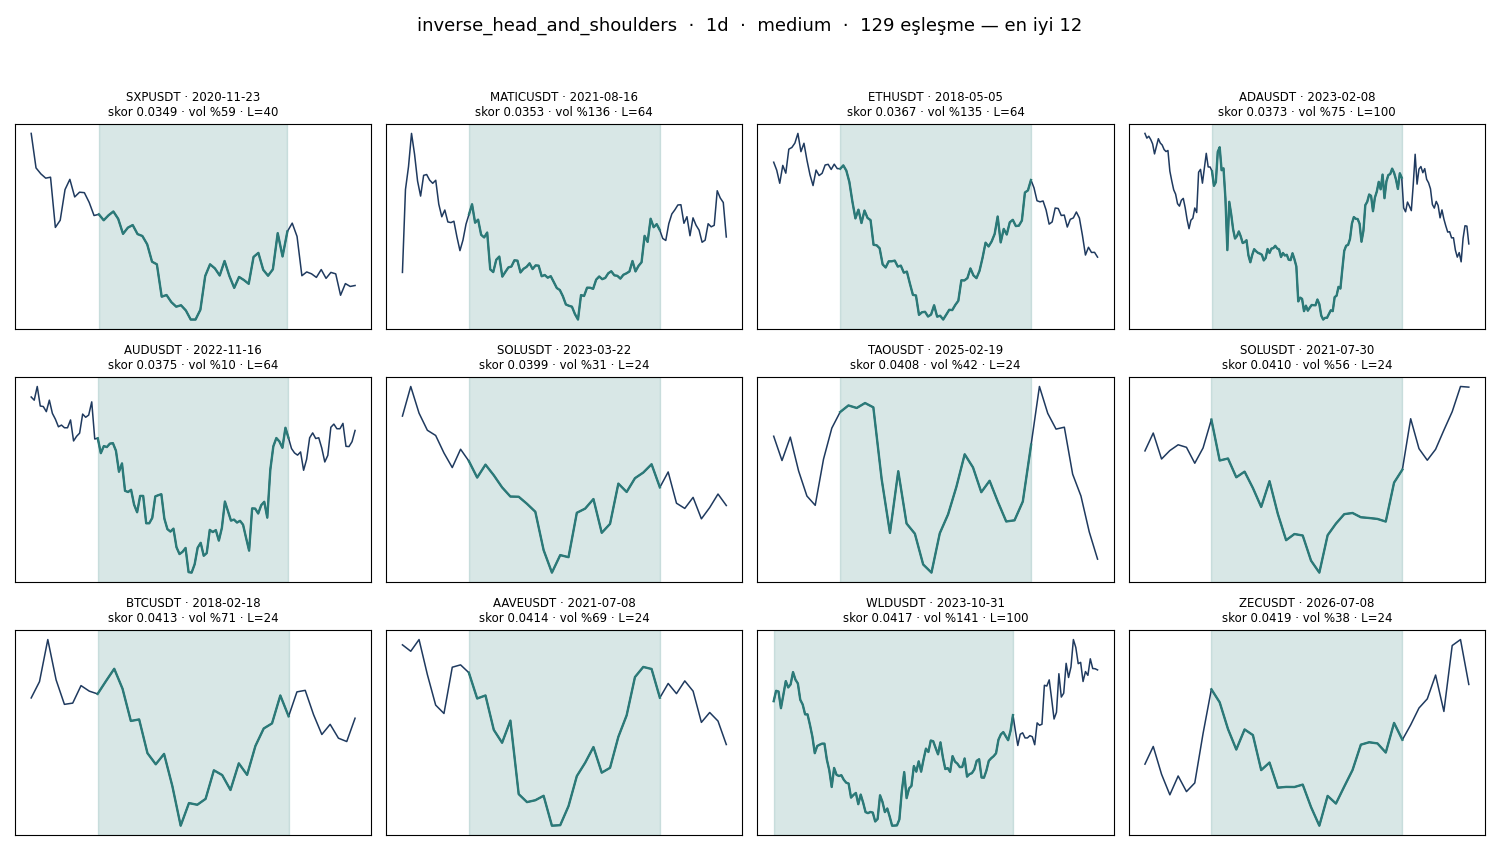 inverse_head_and_shoulders · 1d · medium · 129 eşleşme — en iyi 12
SXPUSDT · 2020-11-23
skor 0.0349 · vol %59 · L=40
MATICUSDT · 2021-08-16
skor 0.0353 · vol %136 · L=64
ETHUSDT · 2018-05-05
skor 0.0367 · vol %135 · L=64
ADAUSDT · 2023-02-08
skor 0.0373 · vol %75 · L=100
AUDUSDT · 2022-11-16
skor 0.0375 · vol %10 · L=64
SOLUSDT · 2023-03-22
skor 0.0399 · vol %31 · L=24
TAOUSDT · 2025-02-19
skor 0.0408 · vol %42 · L=24
SOLUSDT · 2021-07-30
skor 0.0410 · vol %56 · L=24
BTCUSDT · 2018-02-18
skor 0.0413 · vol %71 · L=24
AAVEUSDT · 2021-07-08
skor 0.0414 · vol %69 · L=24
WLDUSDT · 2023-10-31
skor 0.0417 · vol %141 · L=100
ZECUSDT · 2026-07-08
skor 0.0419 · vol %38 · L=24